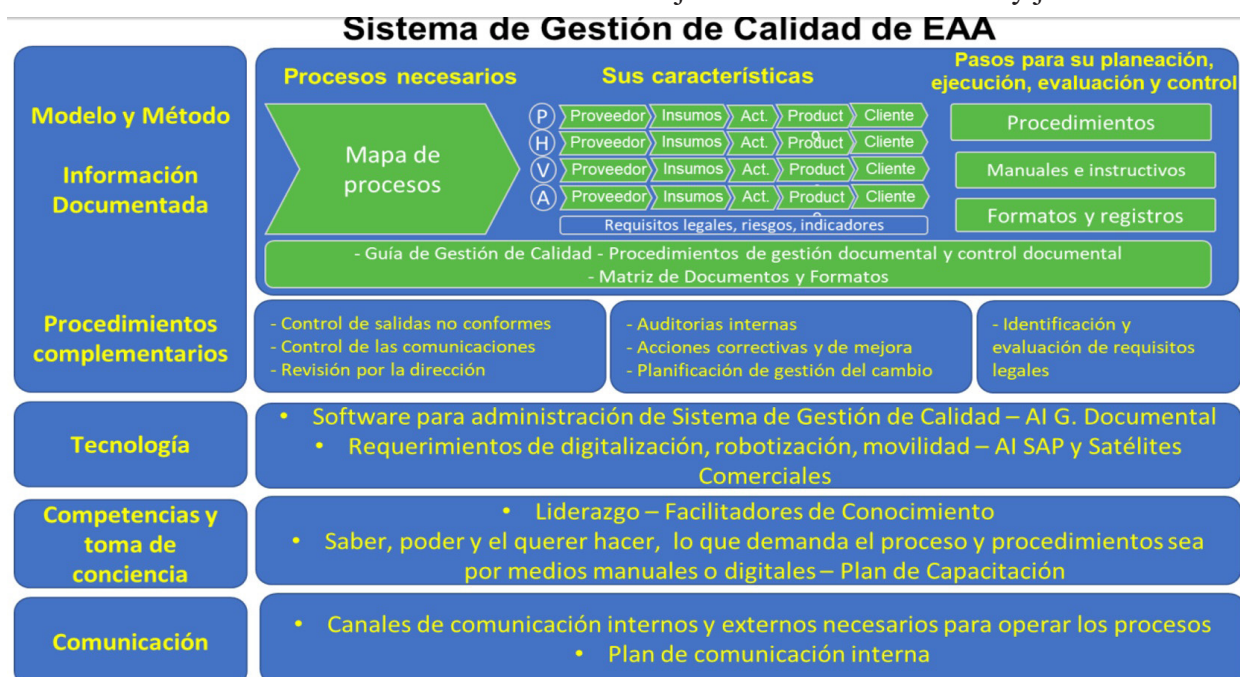 Sistema de Gestión de Calidad de EAA
Modelo y Método
Información
Documentada
Procesos necesarios
Sus características
Pasos para su planeación,
ejecución, evaluación y control
Mapa de
procesos
P Proveedor Insumos Act. Product Cliente
H Proveedor Insumos Act. Product Cliente
V Proveedor Insumos Act. Product Cliente
A Proveedor Insumos Act. Product Cliente
Requisitos legales, riesgos, indicadores
Procedimientos
Manuales e instructivos
Formatos y registros
- Guía de Gestión de Calidad - Procedimientos de gestión documental y control documental
- Matriz de Documentos y Formatos
Procedimientos
complementarios
- Control de salidas no conformes
- Control de las comunicaciones
- Revisión por la dirección
- Auditorias internas
- Acciones correctivas y de mejora
- Planificación de gestión del cambio
- Identificación y
evaluación de requisitos
legales
Tecnología
• Software para administración de Sistema de Gestión de Calidad – AI G. Documental
• Requerimientos de digitalización, robotización, movilidad – AI SAP y Satélites
Comerciales
Competencias y
toma de
conciencia
• Liderazgo – Facilitadores de Conocimiento
• Saber, poder y el querer hacer, lo que demanda el proceso y procedimientos sea
por medios manuales o digitales – Plan de Capacitación
Comunicación
• Canales de comunicación internos y externos necesarios para operar los procesos
• Plan de comunicación interna